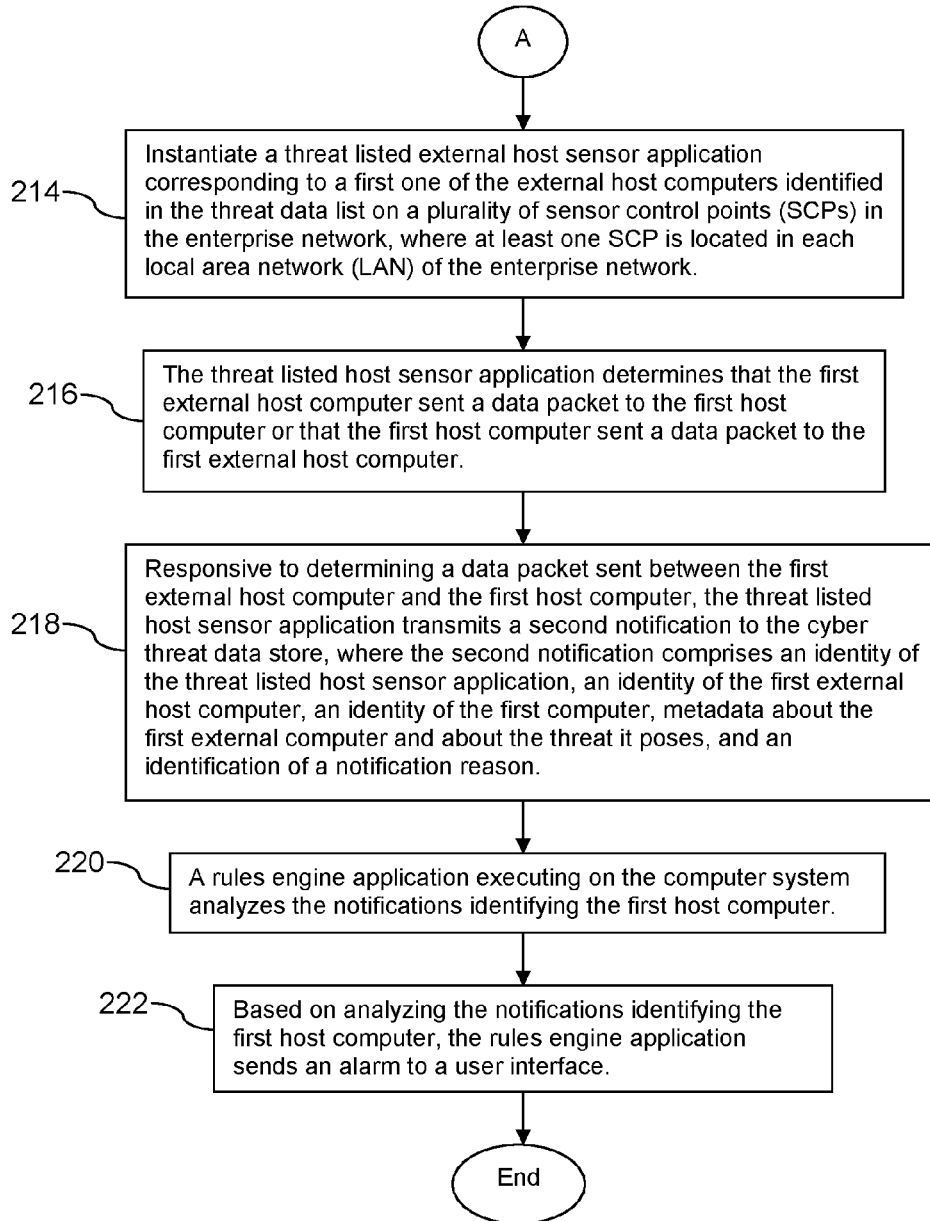 A
214
Instantiate a threat listed external host sensor application
corresponding to a first one of the external host computers identified
in the threat data list on a plurality of sensor control points (SCPs) in
the enterprise network, where at least one SCP is located in each
local area network (LAN) of the enterprise network.
216
The threat listed host sensor application determines that the first
external host computer sent a data packet to the first host
computer or that the first host computer sent a data packet to the
first external host computer.
218
Responsive to determining a data packet sent between the first
external host computer and the first host computer, the threat listed
host sensor application transmits a second notification to the cyber
threat data store, where the second notification comprises an identity of
the threat listed host sensor application, an identity of the first external
host computer, an identity of the first computer, metadata about the
first external computer and about the threat it poses, and an
identification of a notification reason.
220
A rules engine application executing on the computer system
analyzes the notifications identifying the first host computer.
222
Based on analyzing the notifications identifying the
first host computer, the rules engine application
sends an alarm to a user interface.
End